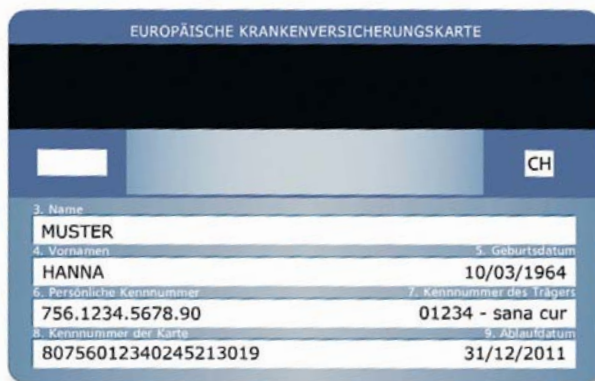 EUROPÄISCHE KRANKENVERSICHERUNGSKARTE
CH
3. Name
MUSTER
4. Vornamen 5. Geburtsdatum
HANNA 10/03/1964
6. Persönliche Kennnummer 7. Kennnummer des Trägers
756.1234.5678.90 01234 - sana cur
8. Kennnummer der Karte 9. Ablaufdatum
80756012340245213019 31/12/2011